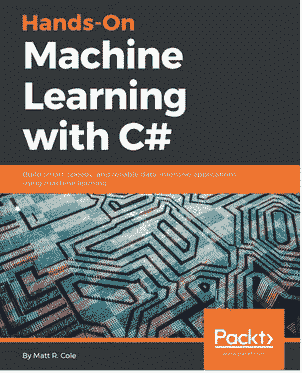 Hands-On
Machine
Learning
with C#
Build smart, speedy, and reliable data-intensive applications
using machine learning
By Matt R. Cole
Packt>